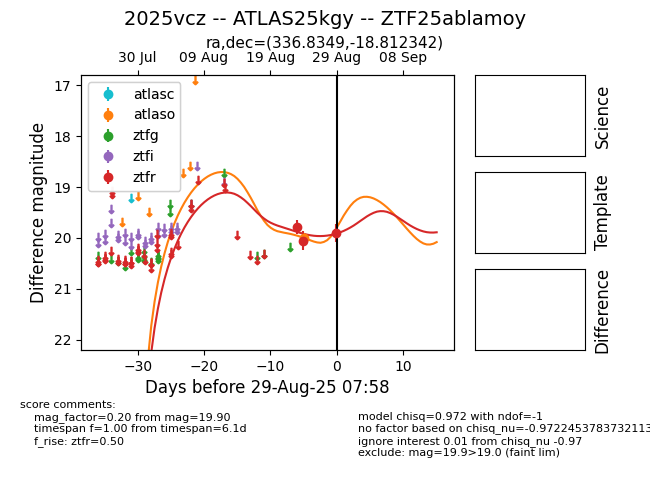 2025vcz -- ATLAS25kgy -- ZTF25ablamoy
ra,dec=(336.8349,-18.812342)
30 Jul 09 Aug 19 Aug 29 Aug 08 Sep
17
18
19
20
21
22
Difference magnitude
atlasc
atlaso
ztfg
ztfi
ztfr
−30 −20 −10 0 10
Days before 29-Aug-25 07:58
Science
Template
Difference
score comments:
mag_factor=0.20 from mag=19.90
timespan f=1.00 from timespan=6.1d
f_rise: ztfr=0.50
model chisq=0.972 with ndof=-1
no factor based on chisq_nu=-0.9722453783732113
ignore interest 0.01 from chisq_nu -0.97
exclude: mag=19.9>19.0 (faint lim)